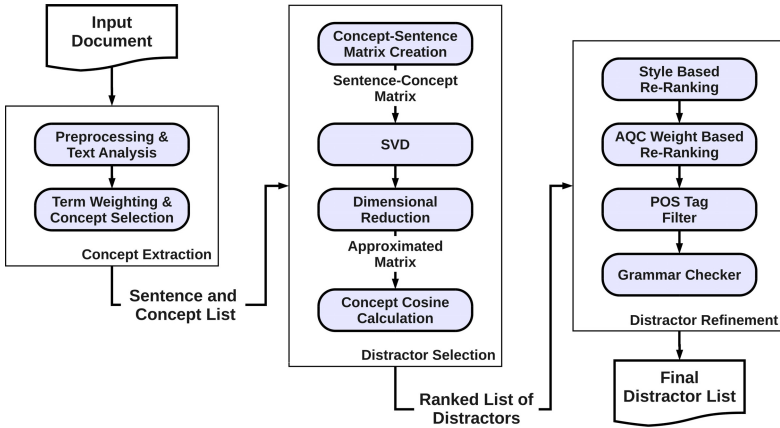 Input
Document
Preprocessing &
Text Analysis
Term Weighting &
Concept Selection
Concept Extraction
Sentence and
Concept List
Concept-Sentence
Matrix Creation
Sentence-Concept
Matrix
SVD
Dimensional
Reduction
Approximated
Matrix
Concept Cosine
Calculation
Distractor Selection
Ranked List of
Distractors
Style Based
Re-Ranking
AQC Weight Based
Re-Ranking
POS Tag
Filter
Grammar Checker
Distractor Refinement
Final
Distractor List